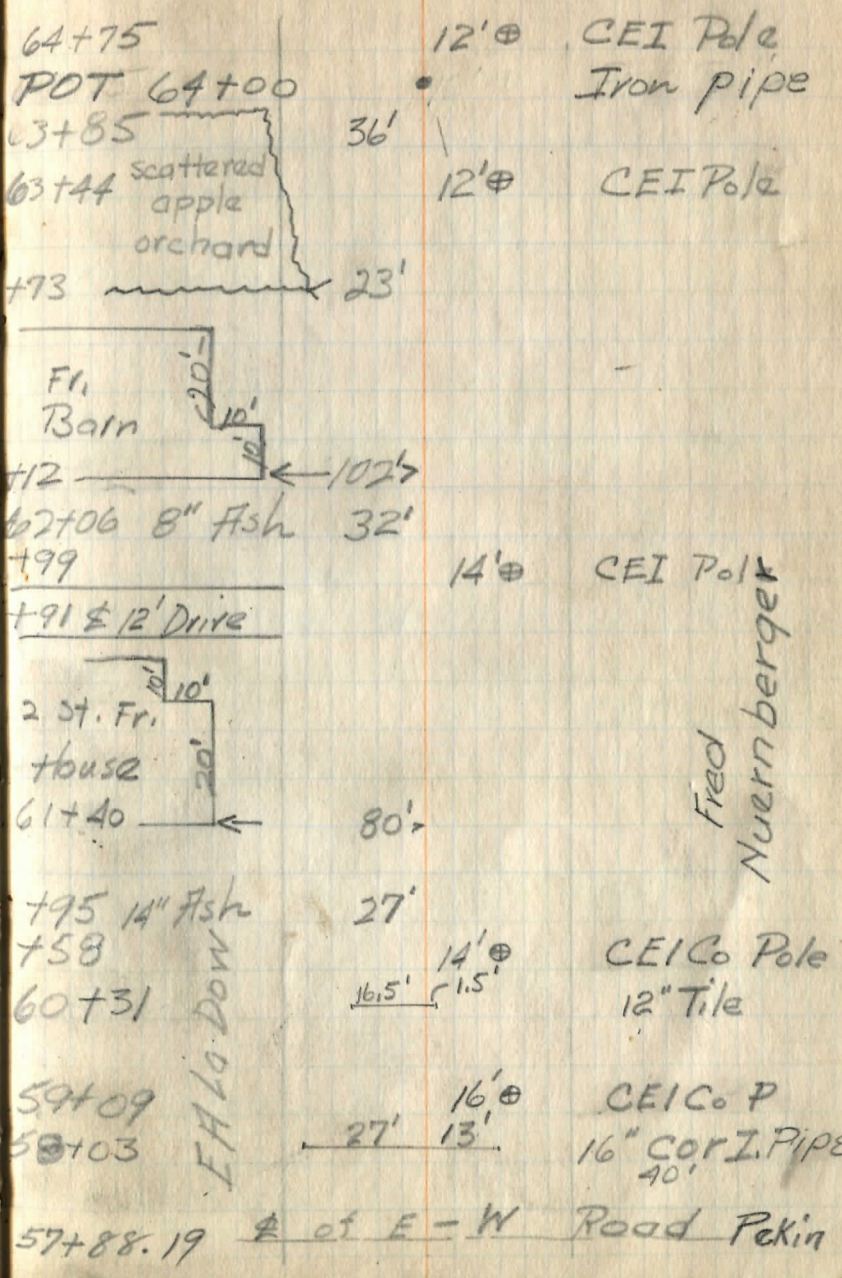 64+75 12' ⊕ CEI Pole
POT 64+00 Iron pipe
63+85 36'
63+44 scattered 12' ⊕ CEI Pole
apple
orchard
+73 23'
20'
Fr.
Barn 10'
10'
+12 102'
62+06 8" Ash 32'
+99 14' ⊕ CEI Pole
+91 ℄ 12' Drive
10' 10'
2 St. Fr.
House 20'
61+40 80'
Fred
Nuernberger
+95 14" Ash 27'
+58 14' ⊕ CEI Co Pole
60+31 16.5' 1.5' 12" Tile
59+09 16' ⊕ CEI Co P
+03 27' 13' 16" Cor I. Pipe
40'
57+88.19 ℄ of E - W Road Pekin